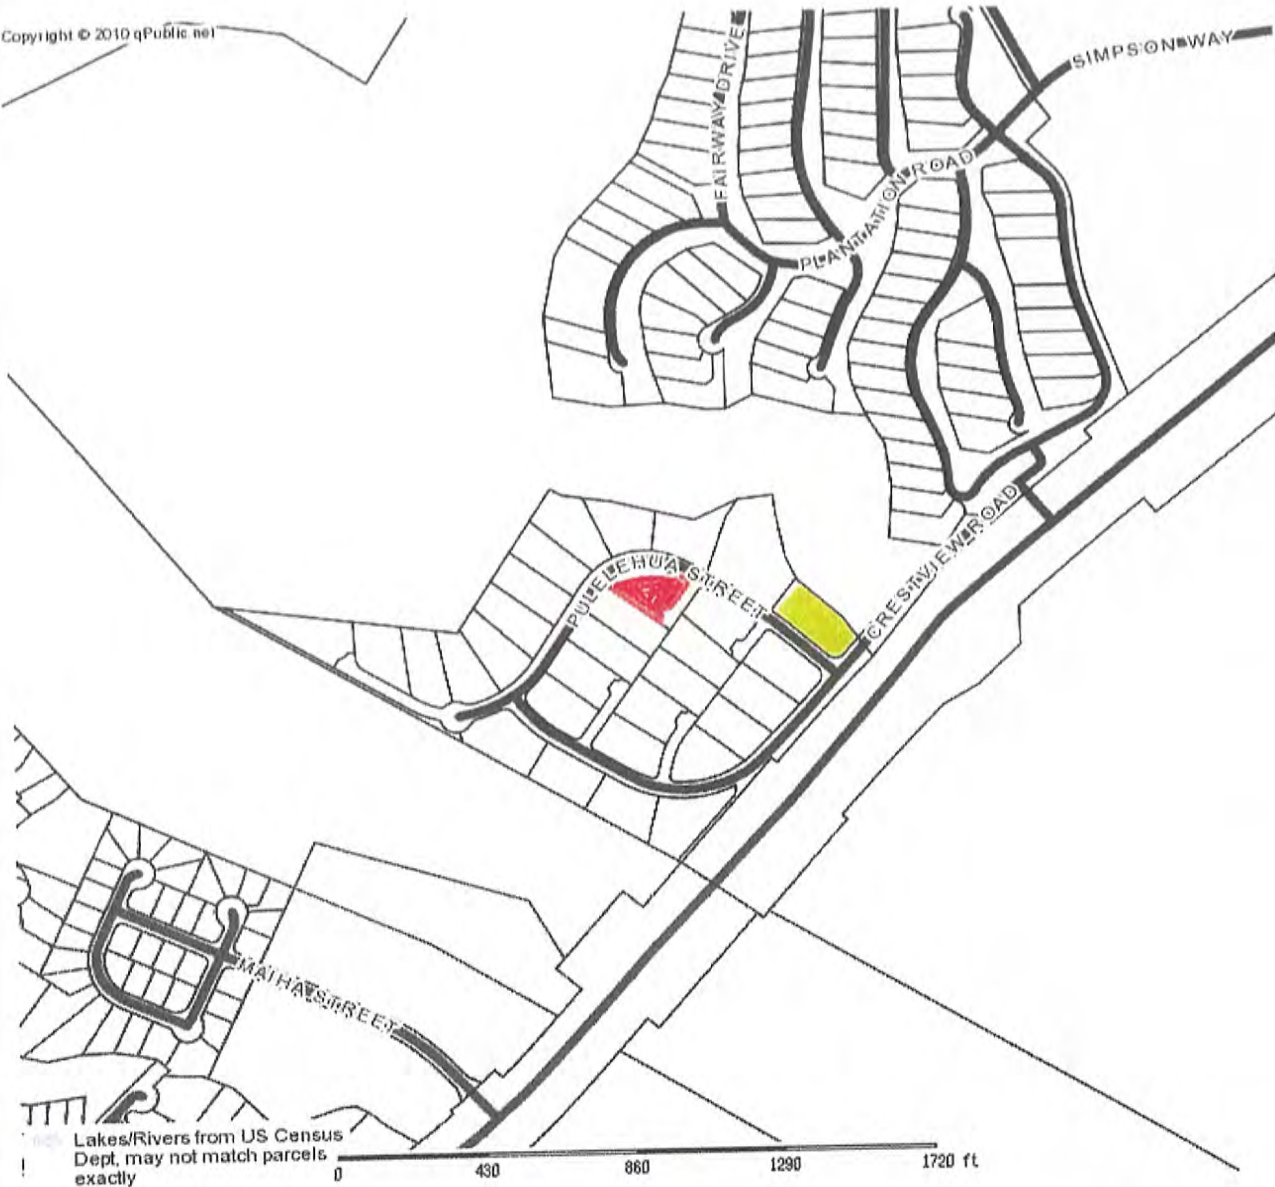 Copyright © 2010 qPublic.net
SIMPSON WAY
FAIRWAY DRIVE
PLANTATION ROAD
CRESTVIEW ROAD
PULELEHUA STREET
MAIHA STREET
Lakes/Rivers from US Census
Dept, may not match parcels
exactly
0 430 860 1290 1720 ft